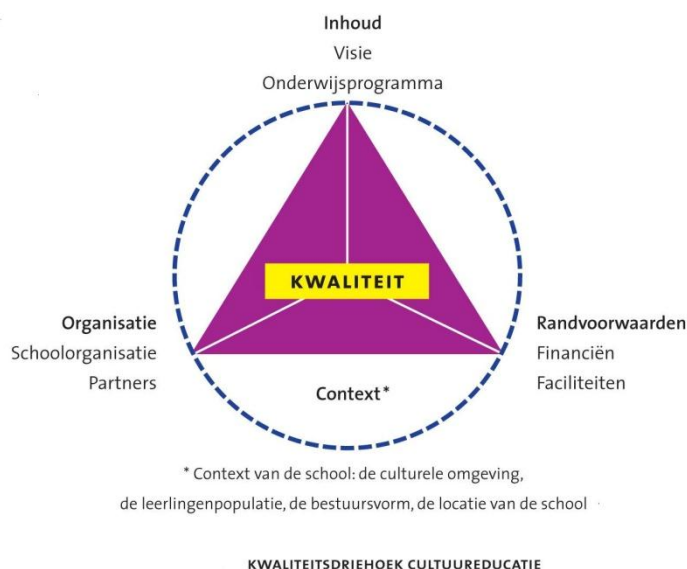 Inhoud
Visie
Onderwijsprogramma
KWALITEIT
Organisatie
Schoolorganisatie
Partners
Randvoorwaarden
Financiën
Faciliteiten
Context*
* Context van de school: de culturele omgeving,
de leerlingenpopulatie, de bestuursvorm, de locatie van de school
KWALITEITSDRIEHOEK CULTUUREDUCATIE